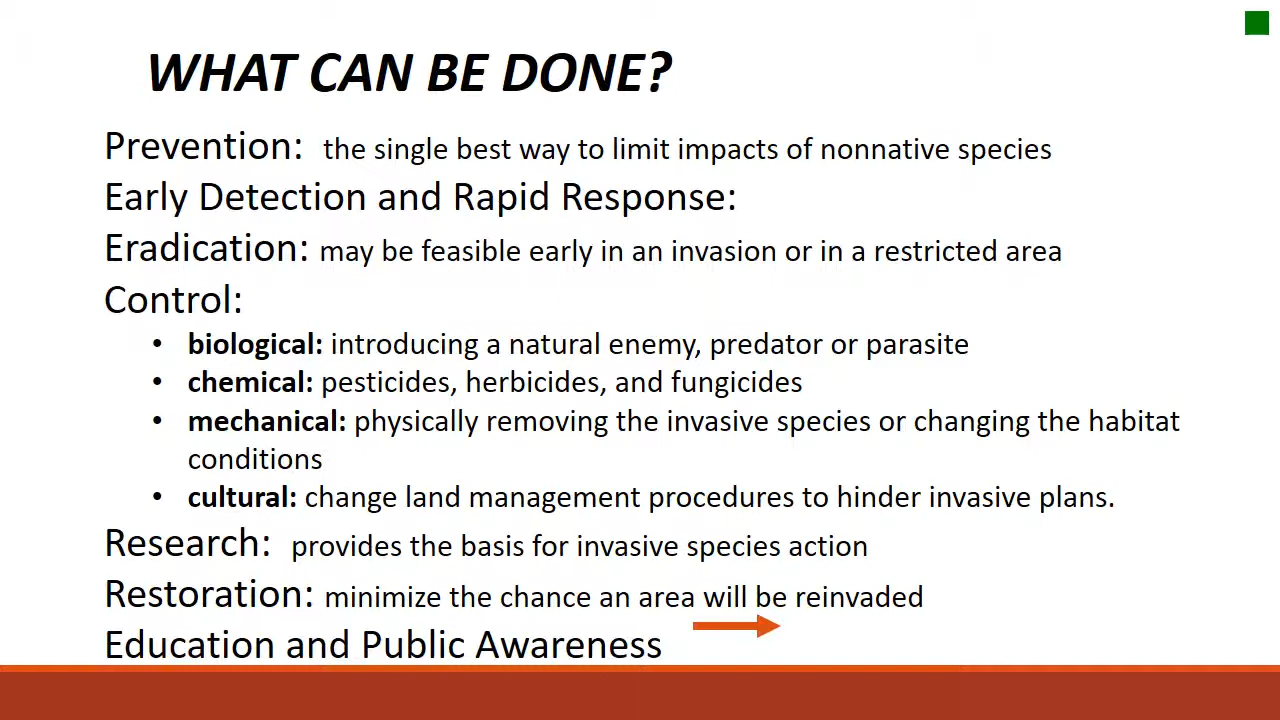 WHAT CAN BE DONE?
Prevention: the single best way to limit impacts of nonnative species
Early Detection and Rapid Response:
Eradication: may be feasible early in an invasion or in a restricted area
Control:
• biological: introducing a natural enemy, predator or parasite
• chemical: pesticides, herbicides, and fungicides
• mechanical: physically removing the invasive species or changing the habitat
conditions
• cultural: change land management procedures to hinder invasive plans.
Research: provides the basis for invasive species action
Restoration: minimize the chance an area will be reinvaded
Education and Public Awareness